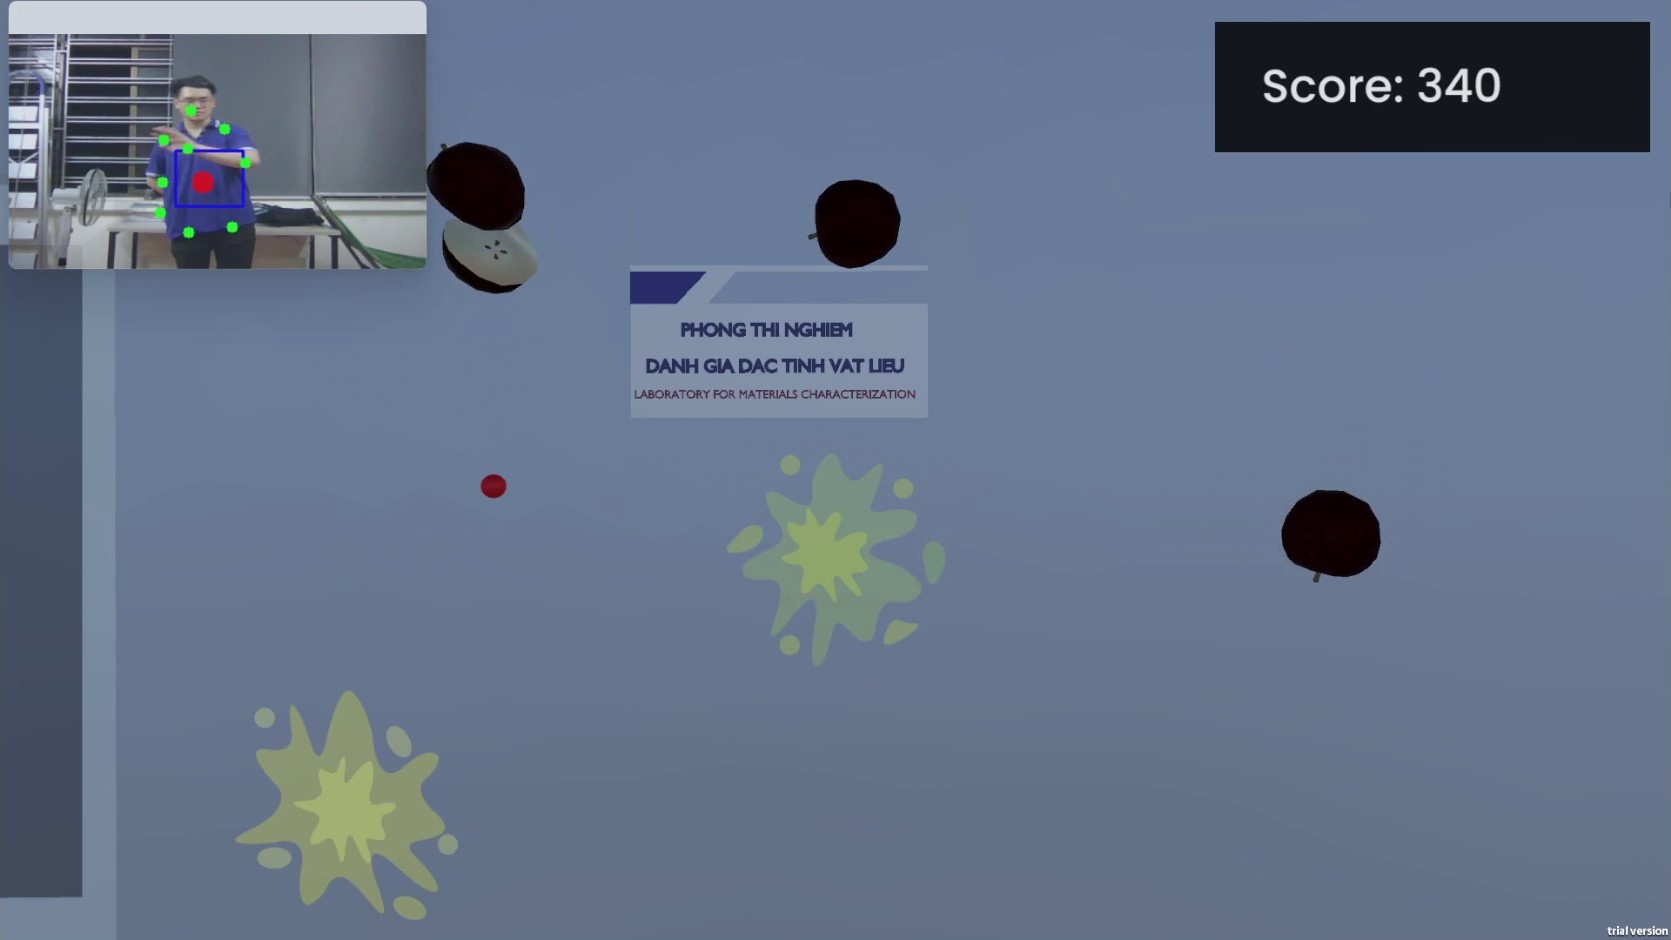 Score: 340
PHONG THI NGHIEM
DANH GIA DAC TINH VAT LIEU
LABORATORY FOR MATERIALS CHARACTERIZATION
trial version